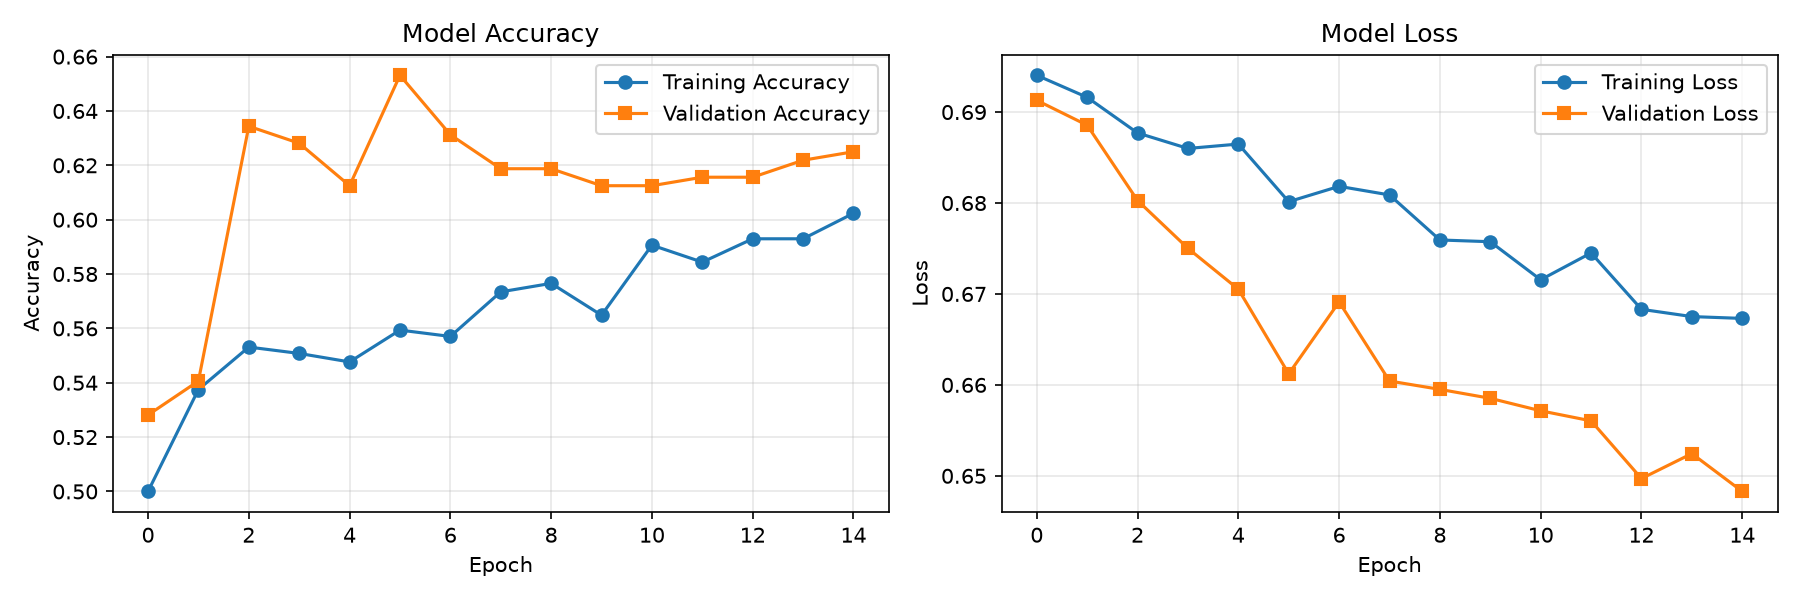 Model Accuracy
0.66
0.64
0.62
0.60
0.58
0.56
0.54
0.52
0.50
Accuracy
Training Accuracy
Validation Accuracy
0 2 4 6 8 10 12 14
Epoch
Model Loss
0.69
0.68
0.67
0.66
0.65
Loss
Training Loss
Validation Loss
0 2 4 6 8 10 12 14
Epoch